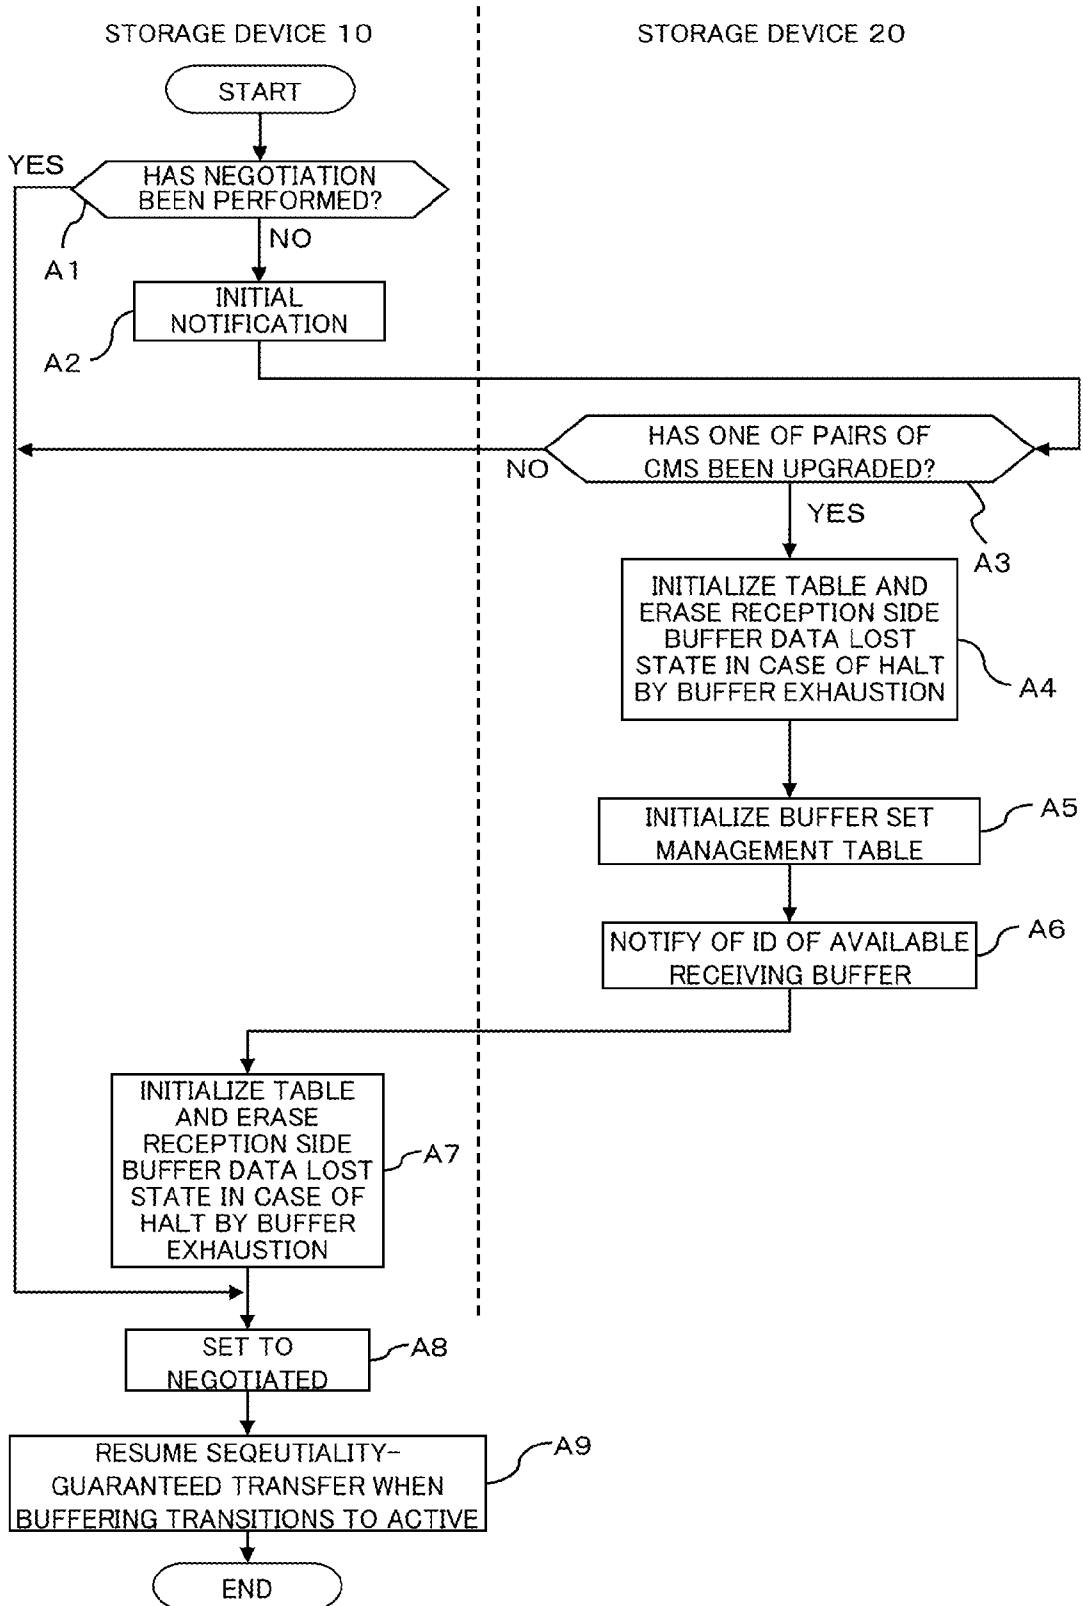 STORAGE DEVICE 10
STORAGE DEVICE 20
START
YES
HAS NEGOTIATION
BEEN PERFORMED?
A1
NO
INITIAL
NOTIFICATION
A2
HAS ONE OF PAIRS OF
CMS BEEN UPGRADED?
NO
YES
A3
INITIALIZE TABLE AND
ERASE RECEPTION SIDE
BUFFER DATA LOST
STATE IN CASE OF HALT
BY BUFFER EXHAUSTION
A4
INITIALIZE BUFFER SET
MANAGEMENT TABLE
A5
NOTIFY OF ID OF AVAILABLE
RECEIVING BUFFER
A6
INITIALIZE TABLE
AND ERASE
RECEPTION SIDE
BUFFER DATA LOST
STATE IN CASE OF
HALT BY BUFFER
EXHAUSTION
A7
SET TO
NEGOTIATED
A8
RESUME SEQEUTIALITY-
GUARANTEED TRANSFER WHEN
BUFFERING TRANSITIONS TO ACTIVE
A9
END